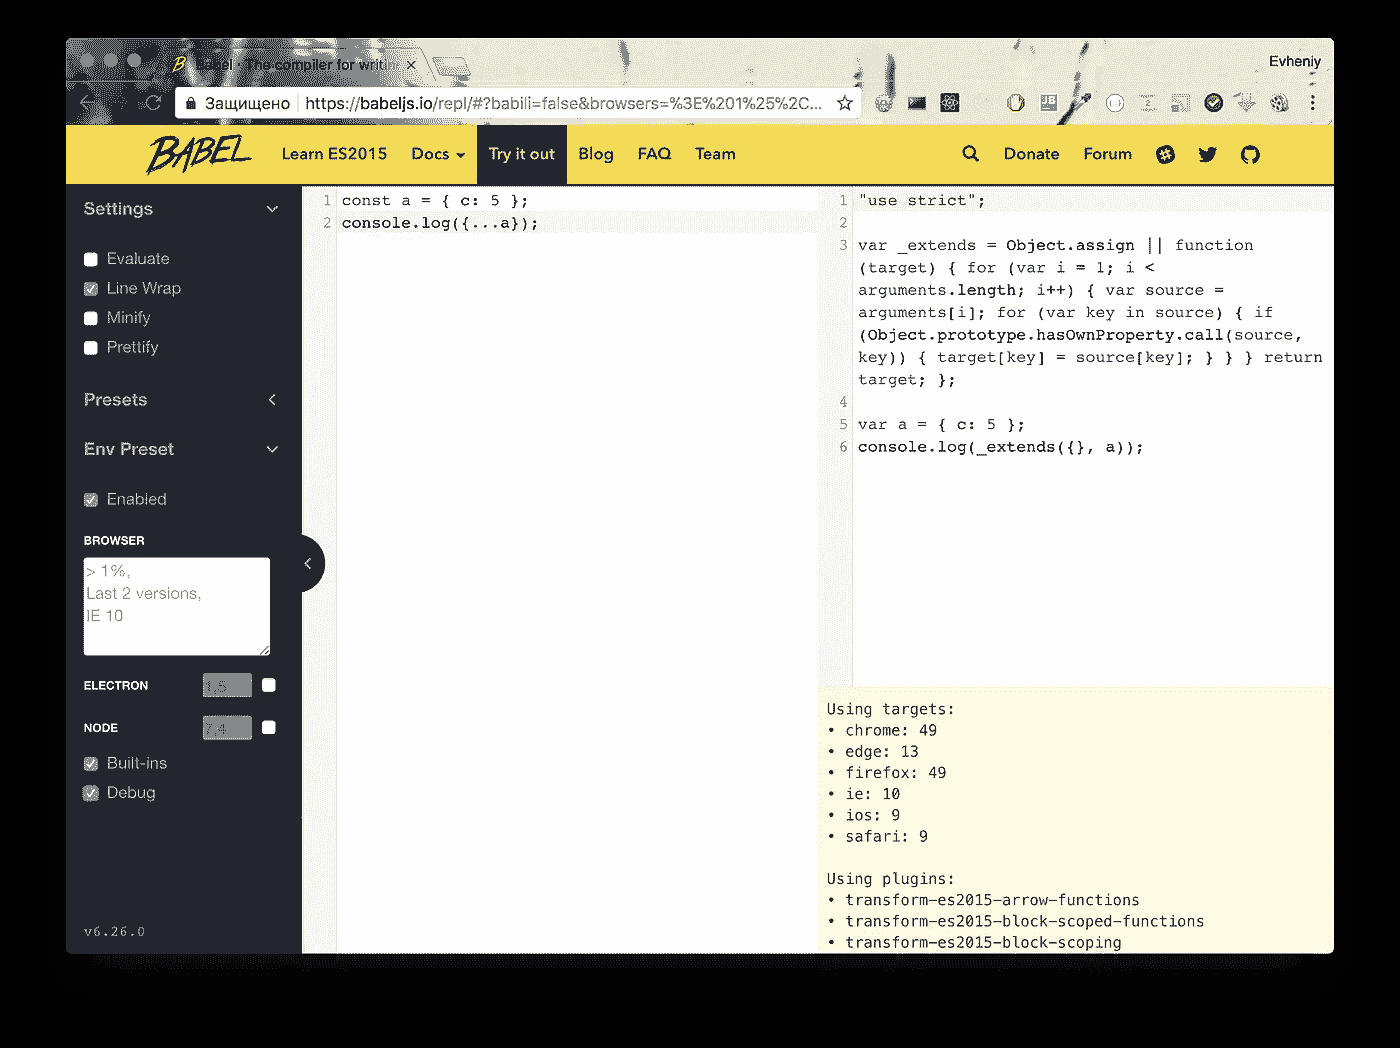 Babel · The compiler for writin
Evheniy
Защищено https://babeljs.io/repl/#?babili=false&browsers=%3E%201%25%2C...
BABEL Learn ES2015 Docs Try it out Blog FAQ Team Donate Forum
Settings
Evaluate
Line Wrap
Minify
Prettify
Presets
Env Preset
Enabled
BROWSER
> 1%,
Last 2 versions,
IE 10
ELECTRON 1,5
NODE 7,4
Built-ins
Debug
v6.26.0
1 const a = { c: 5 };
2 console.log({...a});
1 "use strict";
2
3 var _extends = Object.assign || function
(target) { for (var i = 1; i <
arguments.length; i++) { var source =
arguments[i]; for (var key in source) { if
(Object.prototype.hasOwnProperty.call(source,
key)) { target[key] = source[key]; } } } return
target; };
4
5 var a = { c: 5 };
6 console.log(_extends({}, a));
Using targets:
• chrome: 49
• edge: 13
• firefox: 49
• ie: 10
• ios: 9
• safari: 9
Using plugins:
• transform-es2015-arrow-functions
• transform-es2015-block-scoped-functions
• transform-es2015-block-scoping